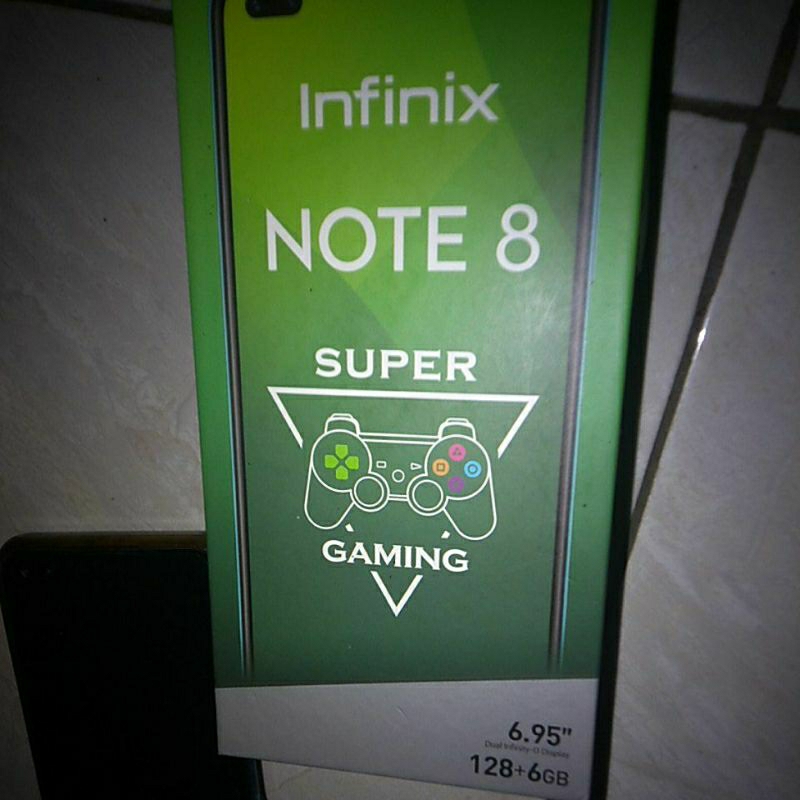 Infinix
NOTE 8
SUPER
GAMING
6.95"
Dual Infinity-O Display
128+6GB